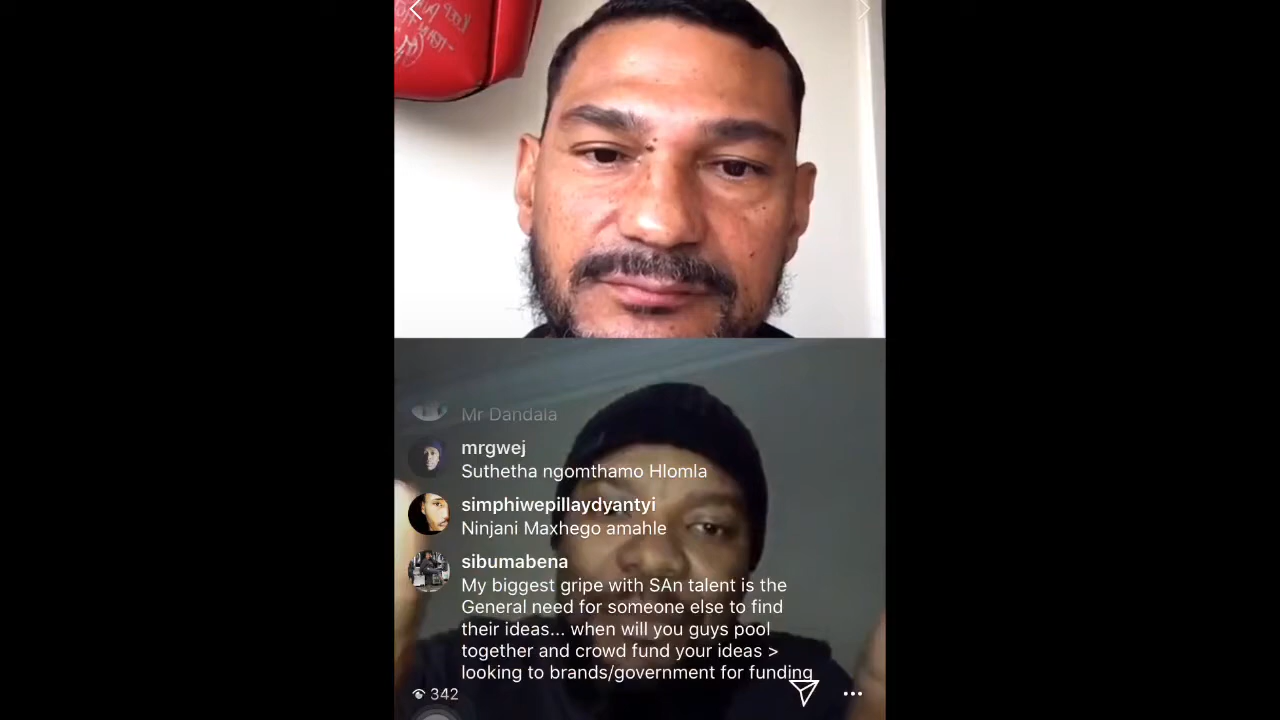 KEEP
Mr Dandala
mrgwej
Suthetha ngomthamo Hlomla
simphiwepillaydyantyi
Ninjani Maxhego amahle
sibumabena
My biggest gripe with SAn talent is the
General need for someone else to find
their ideas... when will you guys pool
together and crowd fund your ideas >
looking to brands/government for funding
342